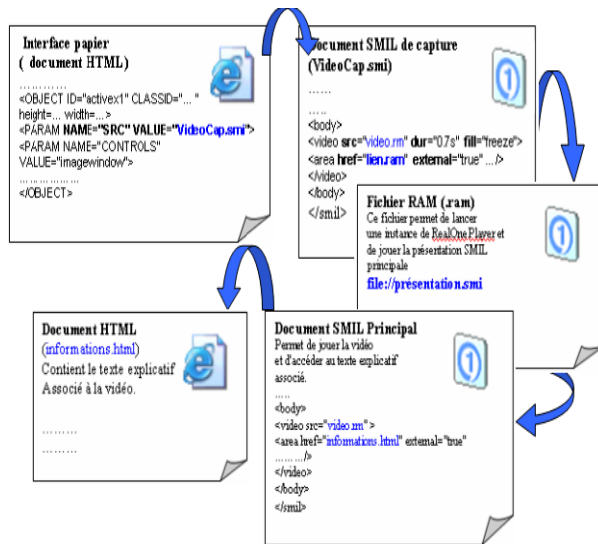 Interface papier
( document HTML)
…………
<OBJECT ID="activex1" CLASSID="... "
height=... width=...>
<PARAM NAME="SRC" VALUE="VideoCap.smi">
<PARAM NAME="CONTROLS"
VALUE="imagewindow">
………………
</OBJECT>
Document SMIL de capture
(VideoCap.smi)
……
…..
<body>
<video src="video.rm" dur="0.7s" fill="freeze">
<area href="lien.ram" external="true" .../>
</video>
</body>
</smil>
Fichier RAM (.ram)
Ce fichier permet de lancer
une instance de RealOne Player et
de jouer la présentation SMIL
principale
file://présentation.smi
Document SMIL Principal
Permet de jouer la vidéo
et d'accéder au texte explicatif
associé.
…..
<body>
<video src="video.rm" >
<area href="informations.html" external="true"
………/>
</video>
</body>
</smil>
Document HTML
(informations.html)
Contient le texte explicatif
Associé à la vidéo.
………
………